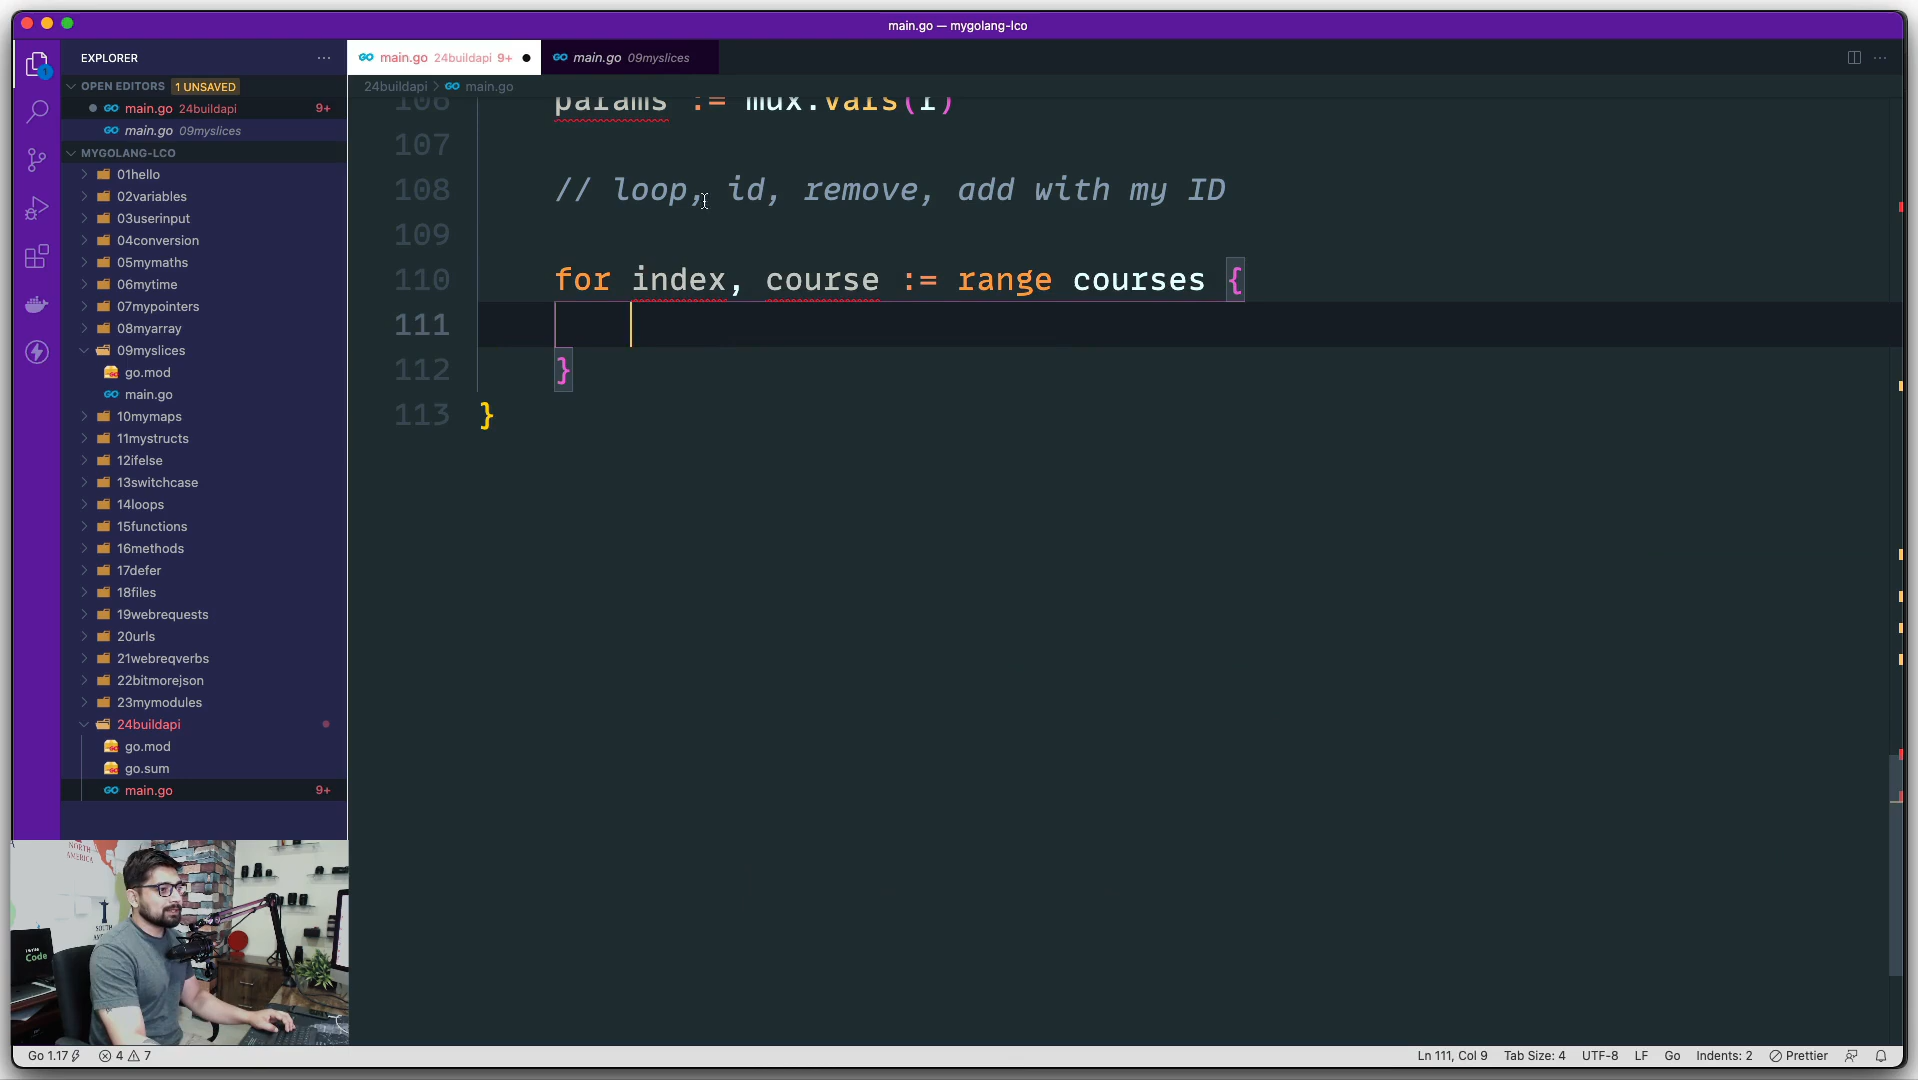 main.go — mygolang-lco
EXPLORER
OPEN EDITORS 1 UNSAVED
main.go 24buildapi 9+
main.go 09myslices
MYGOLANG-LCO
01hello
02variables
03userinput
04conversion
05mymaths
06mytime
07mypointers
08myarray
09myslices
go.mod
main.go
10mymaps
11mystructs
12ifelse
13switchcase
14loops
15functions
16methods
17defer
18files
19webrequests
20urls
21webreqverbs
22bitmorejson
23mymodules
24buildapi
go.mod
go.sum
main.go 9+
main.go 24buildapi 9+
main.go 09myslices
24buildapi > main.go
106 params := mux.Vars(r)
107
108 // loop, id, remove, add with my ID
109
110 for index, course := range courses {
111
112 }
113 }
NORTH
AMERICA
SOUTH
Code
Go 1.17
4 7
Ln 111, Col 9
Tab Size: 4
UTF-8
LF
Go
Indents: 2
Prettier